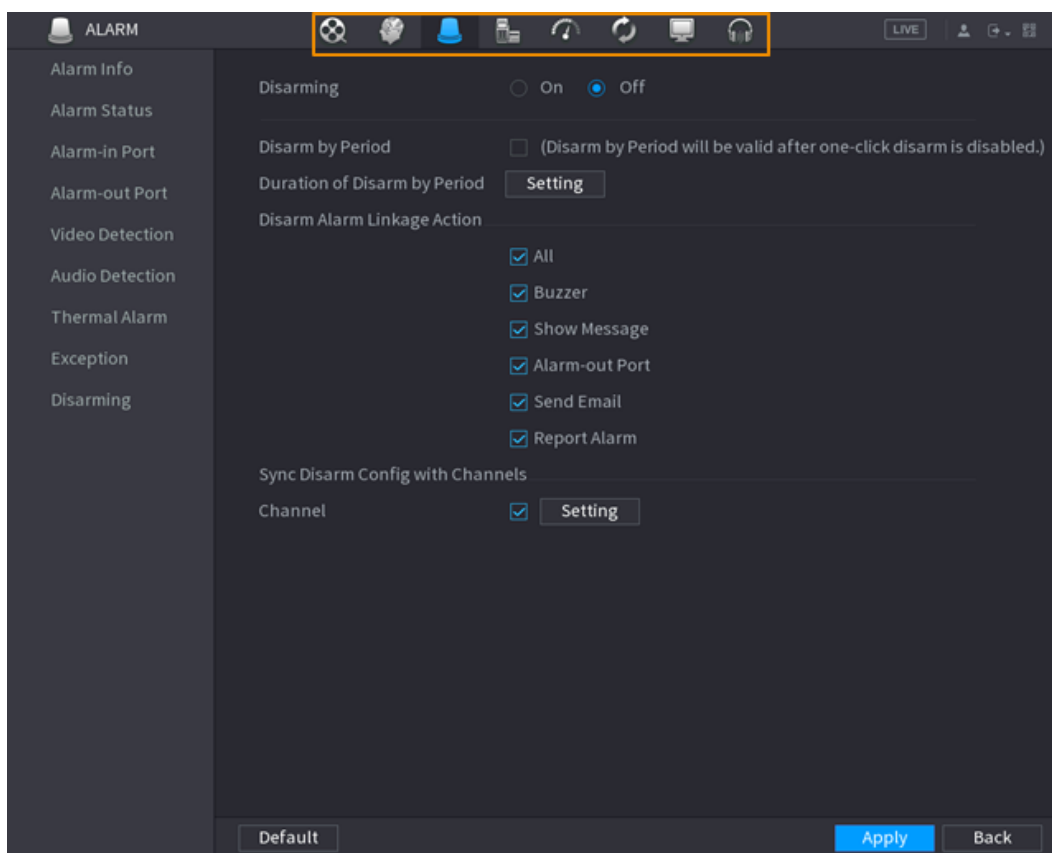 ALARM
LIVE
Alarm Info
Alarm Status
Alarm-in Port
Alarm-out Port
Video Detection
Audio Detection
Thermal Alarm
Exception
Disarming
Disarming On Off
Disarm by Period (Disarm by Period will be valid after one-click disarm is disabled.)
Duration of Disarm by Period Setting
Disarm Alarm Linkage Action
All
Buzzer
Show Message
Alarm-out Port
Send Email
Report Alarm
Sync Disarm Config with Channels
Channel Setting
Default Apply Back